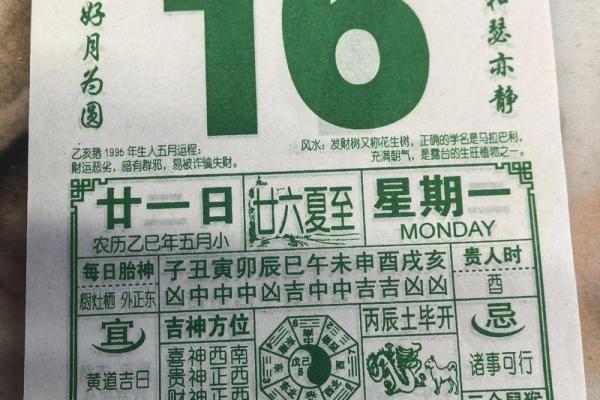 好月为圆
16
和瑟亦静
乙亥猪1995年生人五月运程:
财运恶劣，暗有群邪，易被诈骗失财。
风水：发财树又称花生树，正确的学名是马拉巴利，
充满朝气，是露台的生旺植物之一。
廿一日
农历乙巳年五月小
廿六夏至
星期一
MONDAY
每日胎神
厨灶栖 外正东
子丑寅卯辰巳午未申酉戌亥
凶中中中凶吉中中吉吉凶凶
贵人时
酉
宜
黄道吉日
吉神方位
喜神西南
贵神正西
财神正西
丙辰土毕开
忌
诸事可行